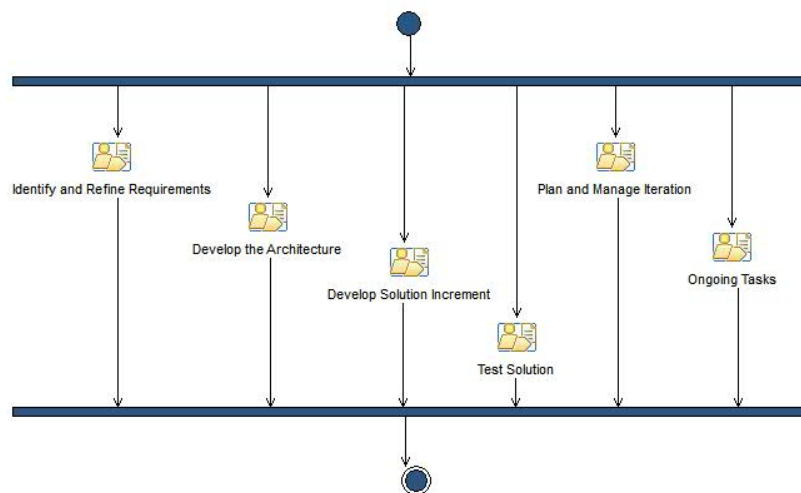 Identify and Refine Requirements
Plan and Manage Iteration
Develop the Architecture
Ongoing Tasks
Develop Solution Increment
Test Solution